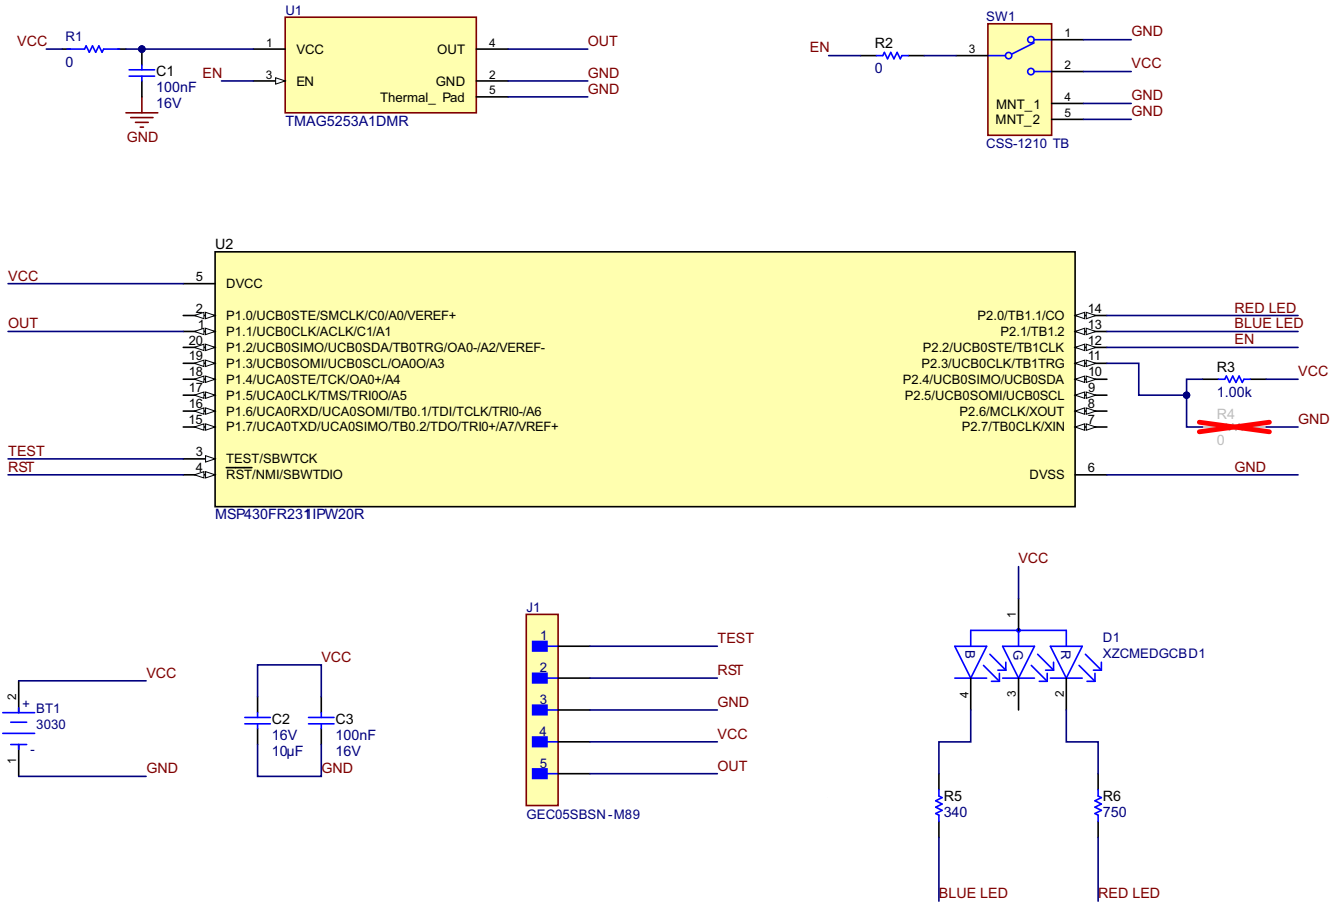 U1
VCC R1 0
C1
100nF
16V
GND
EN
1 VCC
3 EN
OUT 4 OUT
GND 2 GND
Thermal_ Pad 5 GND
TMAG5253A1DMR
SW1
EN R2 0 3
1 GND
2 VCC
MNT_1 4 GND
MNT_2 5 GND
CSS-1210 TB
U2
VCC 5 DVCC
2 P1.0/UCB0STE/SMCLK/C0/A0/VEREF+
OUT 1 P1.1/UCB0CLK/ACLK/C1/A1
20 P1.2/UCB0SIMO/UCB0SDA/TB0TRG/OA0-/A2/VEREF-
19 P1.3/UCB0SOMI/UCB0SCL/OA0O/A3
18 P1.4/UCA0STE/TCK/OA0+/A4
17 P1.5/UCA0CLK/TMS/TRI0O/A5
16 P1.6/UCA0RXD/UCA0SOMI/TB0.1/TDI/TCLK/TRI0-/A6
15 P1.7/UCA0TXD/UCA0SIMO/TB0.2/TDO/TRI0+/A7/VREF+
TEST 3 TEST/SBWTCK
RST 4 RST/NMI/SBWTDIO
P2.0/TB1.1/CO 14 RED LED
P2.1/TB1.2 13 BLUE LED
P2.2/UCB0STE/TB1CLK 12 EN
P2.3/UCB0CLK/TB1TRG 11
P2.4/UCB0SIMO/UCB0SDA 10
P2.5/UCB0SOMI/UCB0SCL 9
P2.6/MCLK/XOUT 8
P2.7/TB0CLK/XIN 7
DVSS 6 GND
R3 VCC
1.00k
R4 GND
0
MSP430FR2311IPW20R
VCC
2
+ BT1
3030
-
1
GND
VCC
C2
16V
10µF
C3
100nF
16V
GND
J1
1 TEST
2 RST
3 GND
4 VCC
5 OUT
GEC05SBSN-M89
VCC
1
D1
XZCMEDGCBD1
B G R
4 3 2
R5
340
R6
750
BLUE LED
RED LED